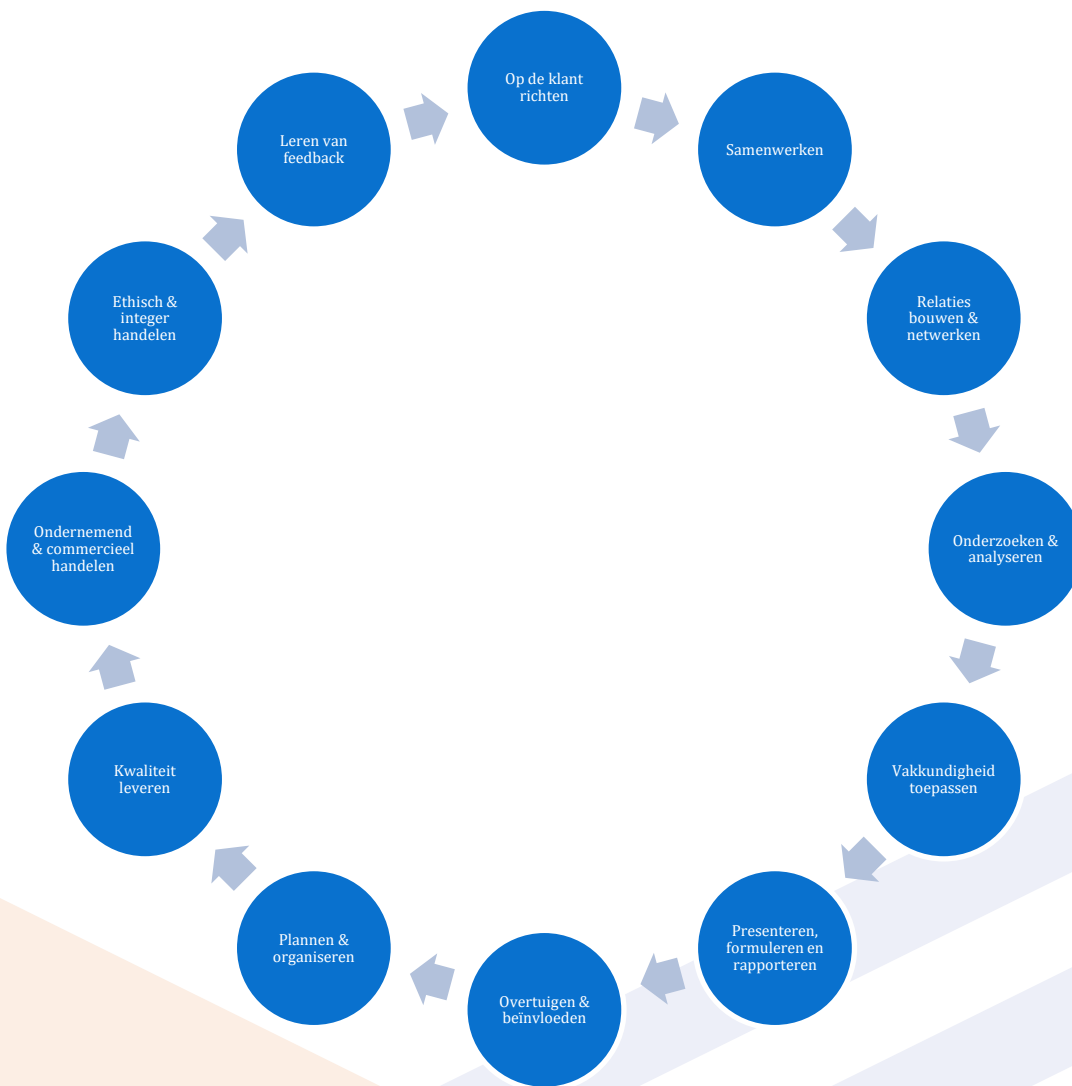 Op de klant
richten
Samenwerken
Relaties
bouwen &
netwerken
Onderzoeken &
analyseren
Vakkundigheid
toepassen
Presenteren,
formuleren en
rapporteren
Overtuigen &
beïnvloeden
Plannen &
organiseren
Kwaliteit
leveren
Ondernemend
& commercieel
handelen
Ethisch &
integer
handelen
Leren van
feedback